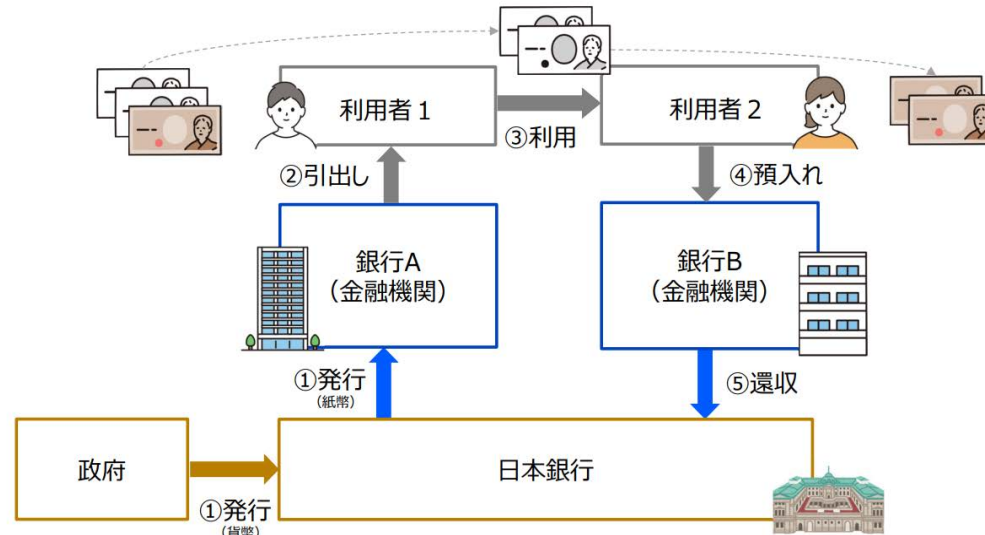 利用者1
③利用
利用者2
②引出し
④預入れ
銀行A
(金融機関)
銀行B
(金融機関)
①発行
(紙幣)
⑤還収
政府
日本銀行
①発行
(貨幣)